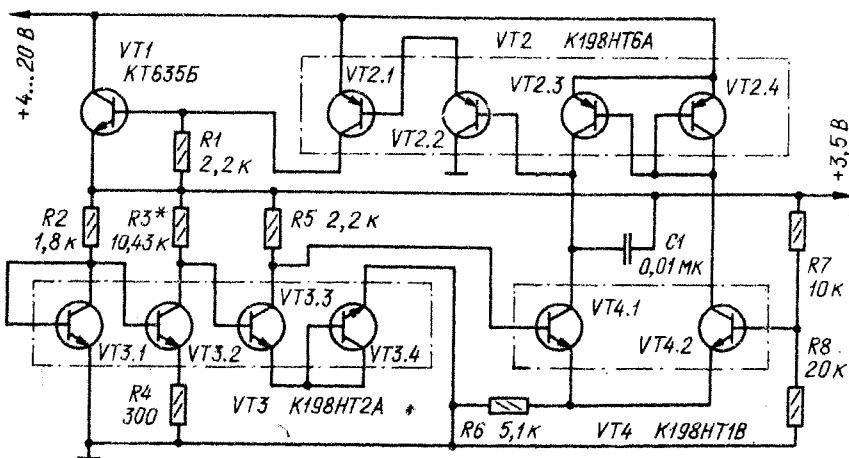 +4...20 В
VT1
КТ635Б
VT2 К198НТ6А
VT2.1
VT2.2
VT2.3
VT2.4
+3,5 В
R1
2,2 к
R2
1,8 к
R3*
10,43 к
R5 2,2 к
C1
0,01 мк
R7
10 к
VT3.1
VT3.2
VT3.3
VT3.4
VT4.1
VT4.2
R8
20 к
R4
300
VT3 К198НТ2А
R6 5,1 к
VT4 К198НТ1В